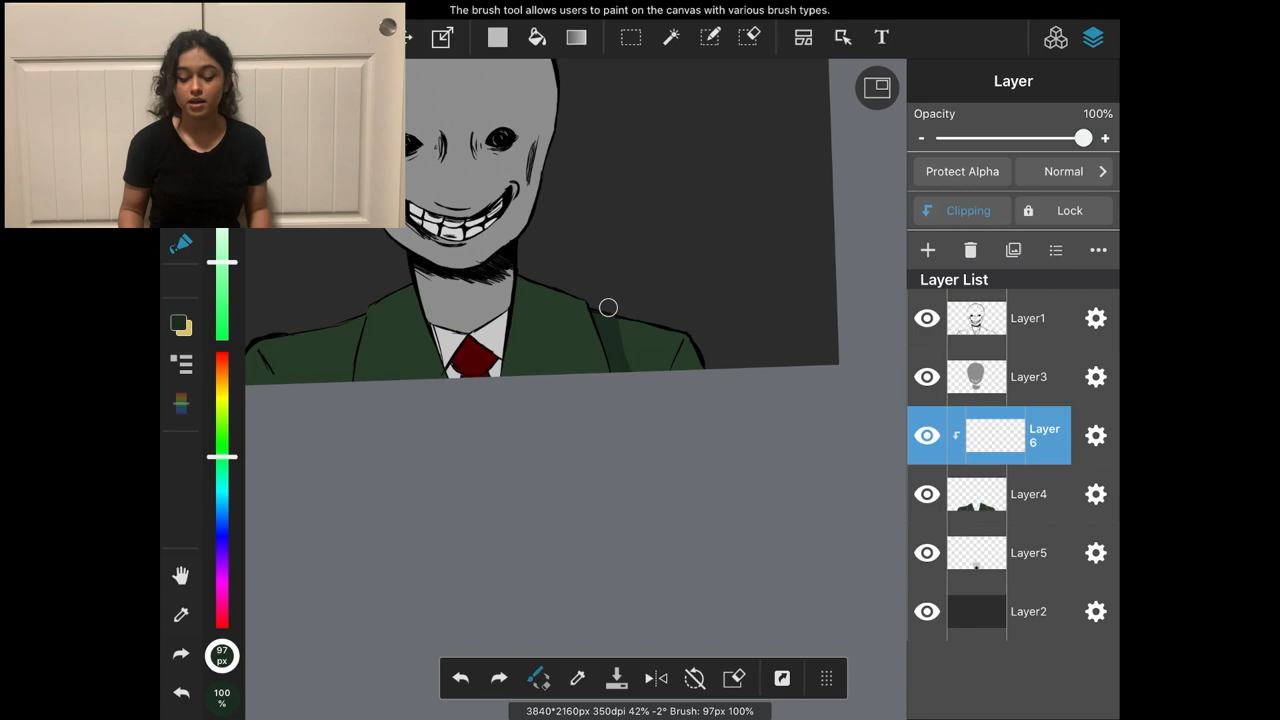 The brush tool allows users to paint on the canvas with various brush types.
T
Layer
Opacity 100%
- +
Protect Alpha Normal
Clipping Lock
Layer List
Layer1
Layer3
Layer
6
Layer4
Layer5
Layer2
97
px
100
%
3840*2160px 350dpi 42% -2° Brush: 97px 100%